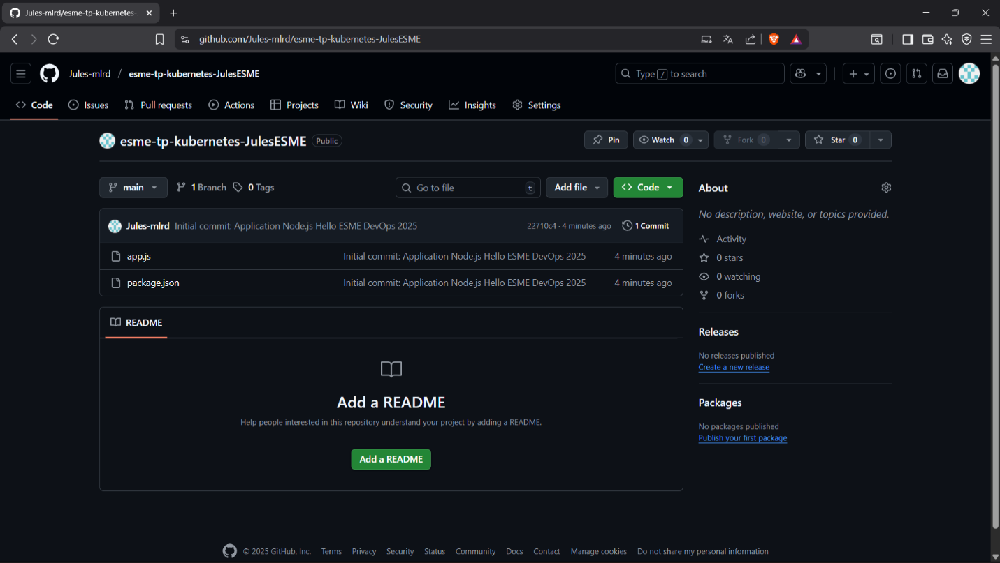 Jules-mlrd/esme-tp-kubernetes-
github.com/Jules-mlrd/esme-tp-kubernetes-JulesESME
Jules-mlrd / esme-tp-kubernetes-JulesESME
Type / to search
Code Issues Pull requests Actions Projects Wiki Security Insights Settings
esme-tp-kubernetes-JulesESME Public
Pin Watch 0 Fork 0 Star 0
main 1 Branch 0 Tags Go to file t Add file <> Code
Jules-mlrd Initial commit: Application Node.js Hello ESME DevOps 2025 22710c4 · 4 minutes ago 1 Commit
app.js Initial commit: Application Node.js Hello ESME DevOps 2025 4 minutes ago
package.json Initial commit: Application Node.js Hello ESME DevOps 2025 4 minutes ago
README
Add a README
Help people interested in this repository understand your project by adding a README.
Add a README
About
No description, website, or topics provided.
Activity
0 stars
0 watching
0 forks
Releases
No releases published
Create a new release
Packages
No packages published
Publish your first package
© 2025 GitHub, Inc. Terms Privacy Security Status Community Docs Contact Manage cookies Do not share my personal information